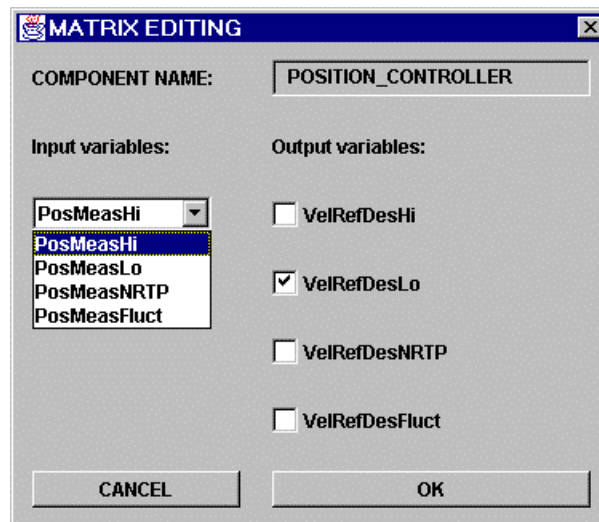 MATRIX EDITING
COMPONENT NAME: POSITION_CONTROLLER
Input variables: Output variables:
PosMeasHi
VelRefDesHi
PosMeasHi
PosMeasLo
VelRefDesLo
PosMeasNRTP
PosMeasFluct
VelRefDesNRTP
VelRefDesFluct
CANCEL OK